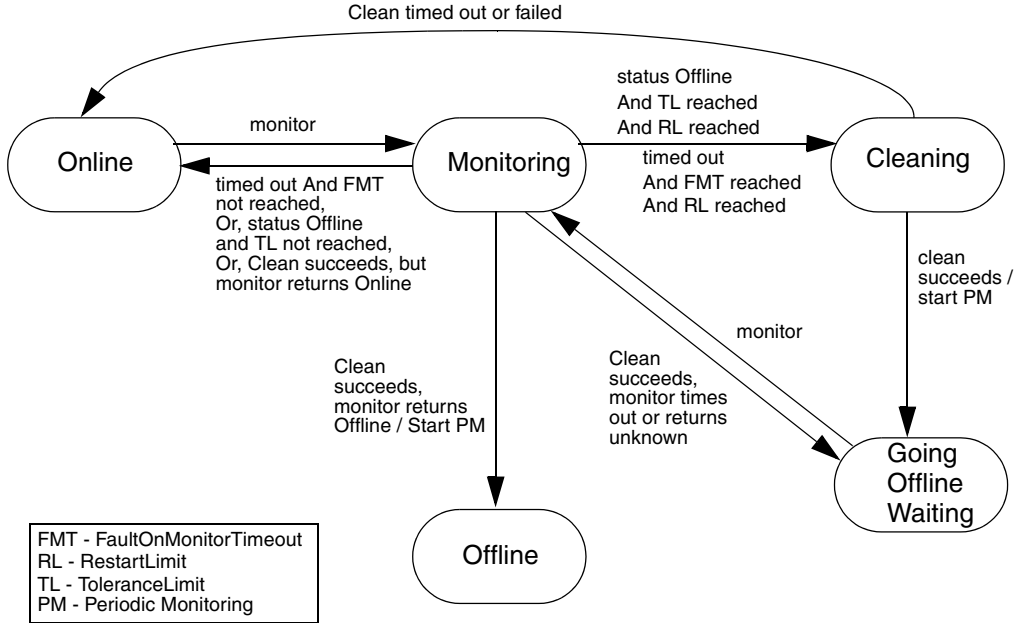 Clean timed out or failed
status Offline
And TL reached
And RL reached
monitor
Online
Monitoring
Cleaning
timed out And FMT
not reached,
Or, status Offline
and TL not reached,
Or, Clean succeeds, but
monitor returns Online
timed out
And FMT reached
And RL reached
clean
succeeds /
start PM
monitor
Clean
succeeds,
monitor returns
Offline / Start PM
Clean
succeeds,
monitor times
out or returns
unknown
Going
Offline
Waiting
Offline
FMT - FaultOnMonitorTimeout
RL - RestartLimit
TL - ToleranceLimit
PM - Periodic Monitoring